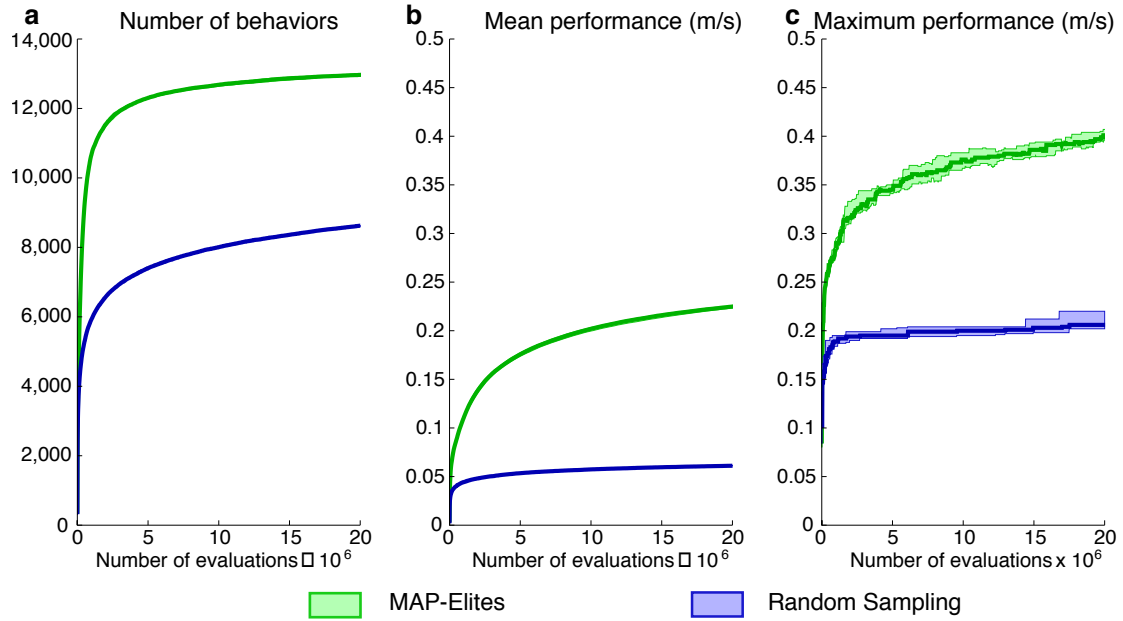 a Number of behaviors
14,000
12,000
10,000
8,000
6,000
4,000
2,000
0
0 5 10 15 20
Number of evaluations □ 10^6
b Mean performance (m/s)
0.5
0.45
0.4
0.35
0.3
0.25
0.2
0.15
0.1
0.05
0
0 5 10 15 20
Number of evaluations □ 10^6
c Maximum performance (m/s)
0.5
0.45
0.4
0.35
0.3
0.25
0.2
0.15
0.1
0.05
0
0 5 10 15 20
Number of evaluations x 10^6
MAP-Elites
Random Sampling